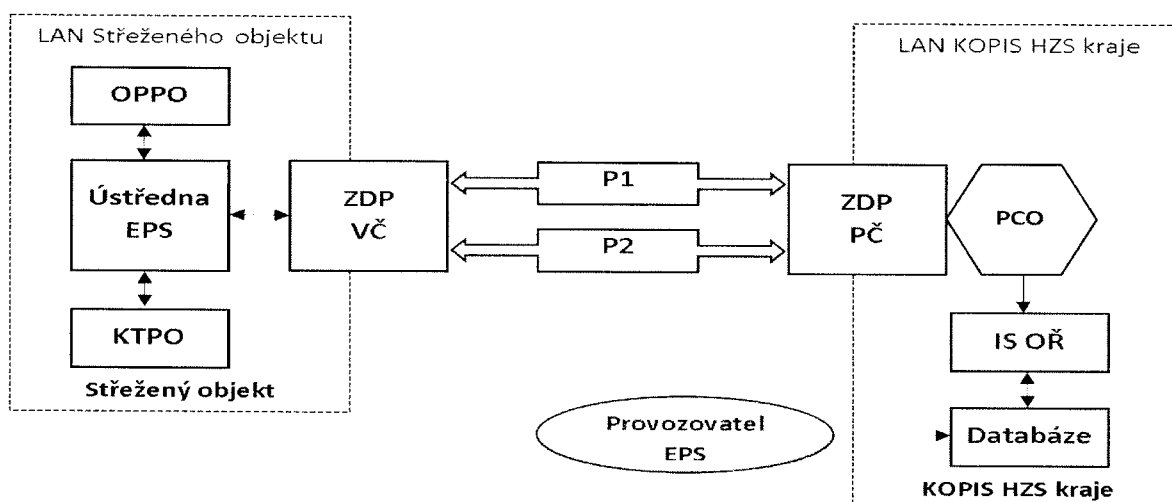 LAN Střeženého objektu
OPPO
Ústředna
EPS
KTPO
Střežený objekt
ZDP
VČ
P1
P2
Provozovatel
EPS
LAN KOPIS HZS kraje
ZDP
PČ
PCO
IS OŘ
Databáze
KOPIS HZS kraje